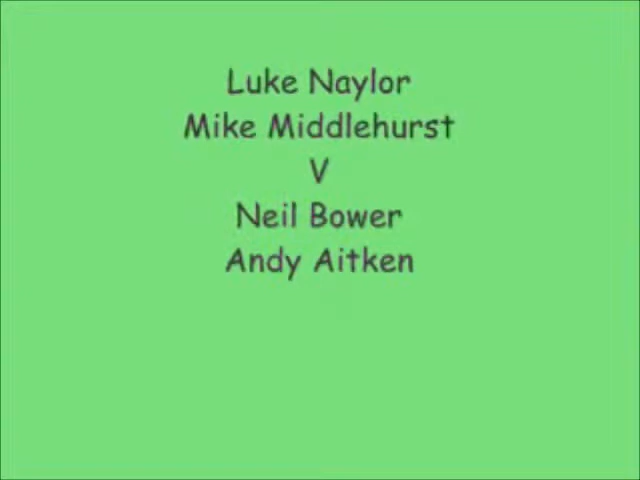 Luke Naylor
Mike Middlehurst
V
Neil Bower
Andy Aitken